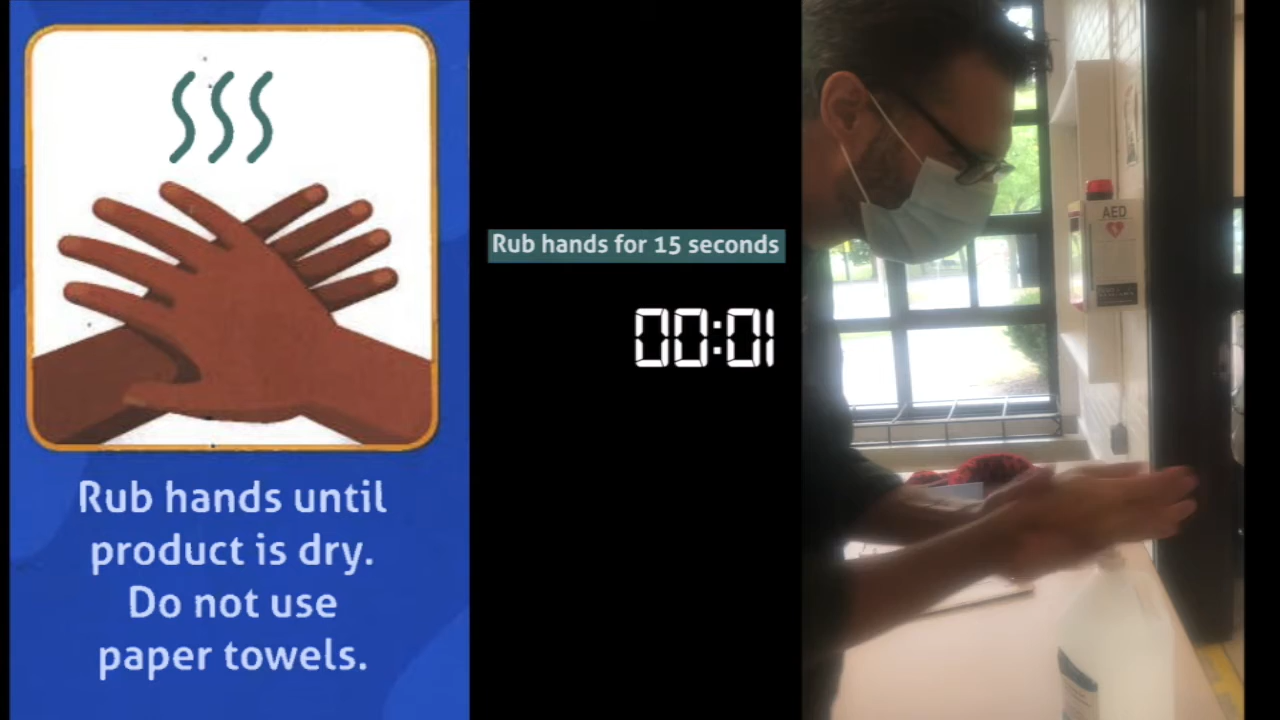 Rub hands until
product is dry.
Do not use
paper towels.
Rub hands for 15 seconds
00:01
AED